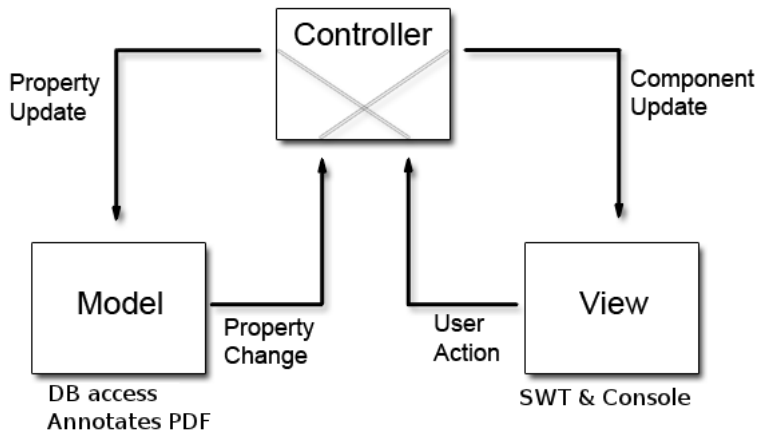 Controller
Property
Update
Component
Update
Model
View
Property
Change
User
Action
DB access
Annotates PDF
SWT & Console